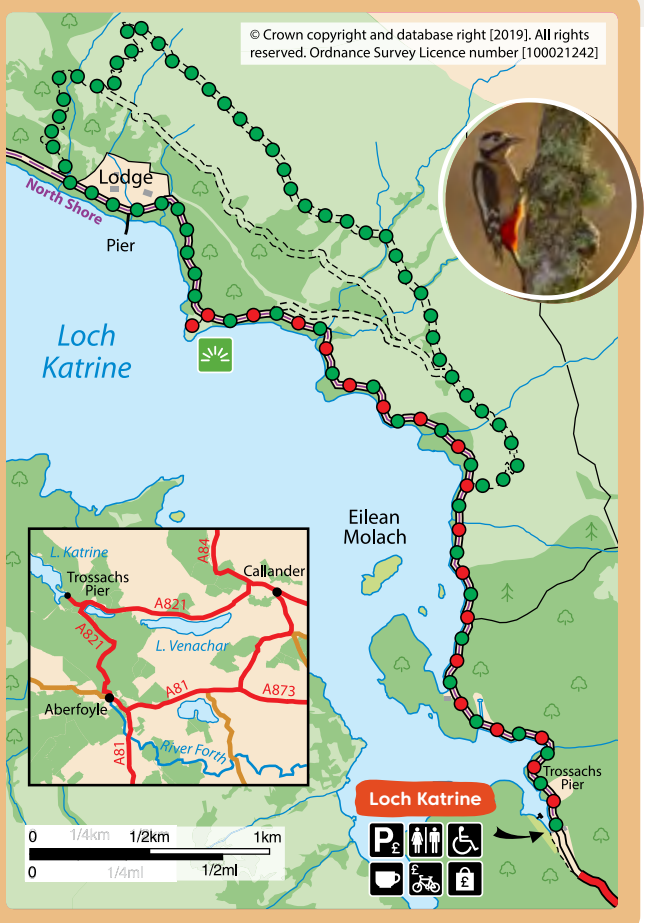 © Crown copyright and database right [2019]. All rights
reserved. Ordnance Survey Licence number [100021242]
Lodge
North Shore
Pier
Loch
Katrine
Eilean
Molach
L. Katrine
Trossachs
Pier
A84
Callander
A821
A821
L. Venachar
A81
A873
Aberfoyle
A81
River Forth
Trossachs
Pier
Loch Katrine
P£
£
£
0 1/4km 1/2km 1km
0 1/4ml 1/2ml